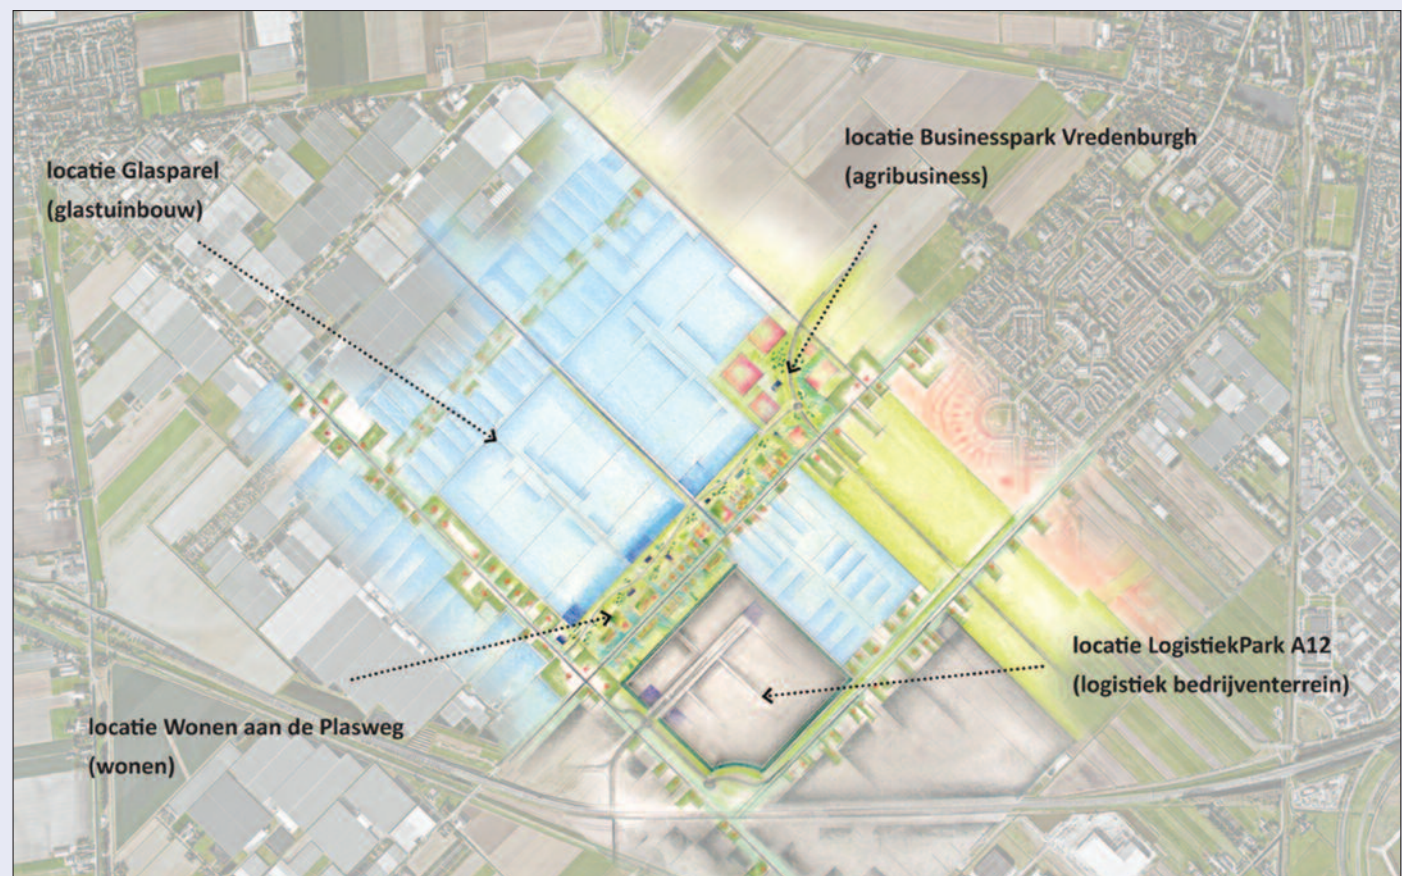 locatie Glasparel
(glastuinbouw)
locatie Businesspark Vredenburgh
(agribusiness)
locatie Wonen aan de Plasweg
(wonen)
locatie LogistiekPark A12
(logistiek bedrijventerrein)